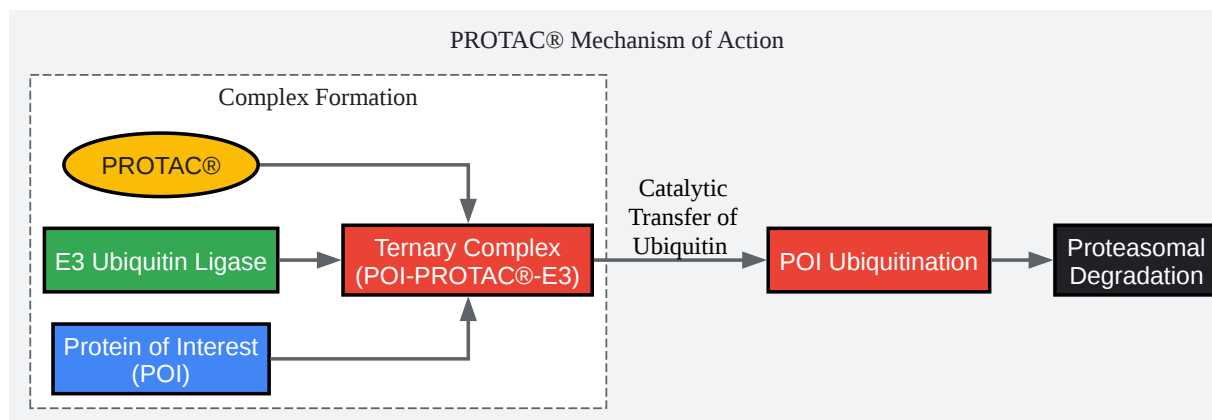 PROTAC® Mechanism of Action
Complex Formation
PROTAC®
E3 Ubiquitin Ligase
Protein of Interest
(POI)
Ternary Complex
(POI-PROTAC®-E3)
Catalytic
Transfer of
Ubiquitin
POI Ubiquitination
Proteasomal
Degradation